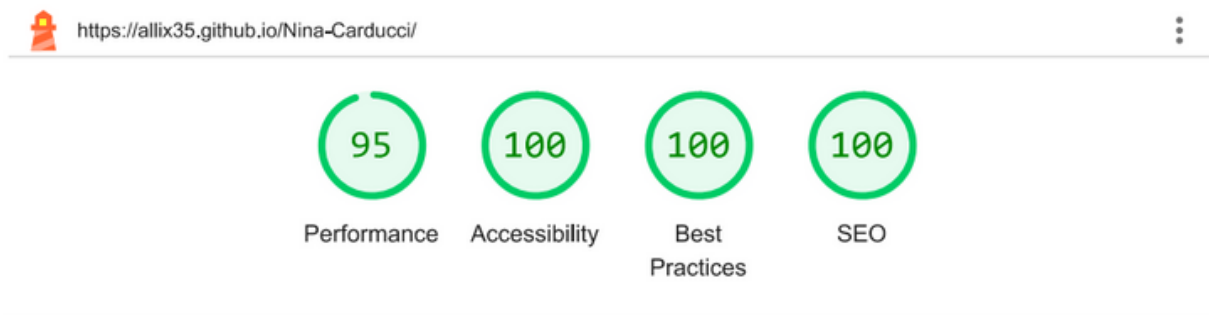 https://allix35.github.io/Nina-Carducci/
95 100 100 100
Performance Accessibility Best Practices SEO